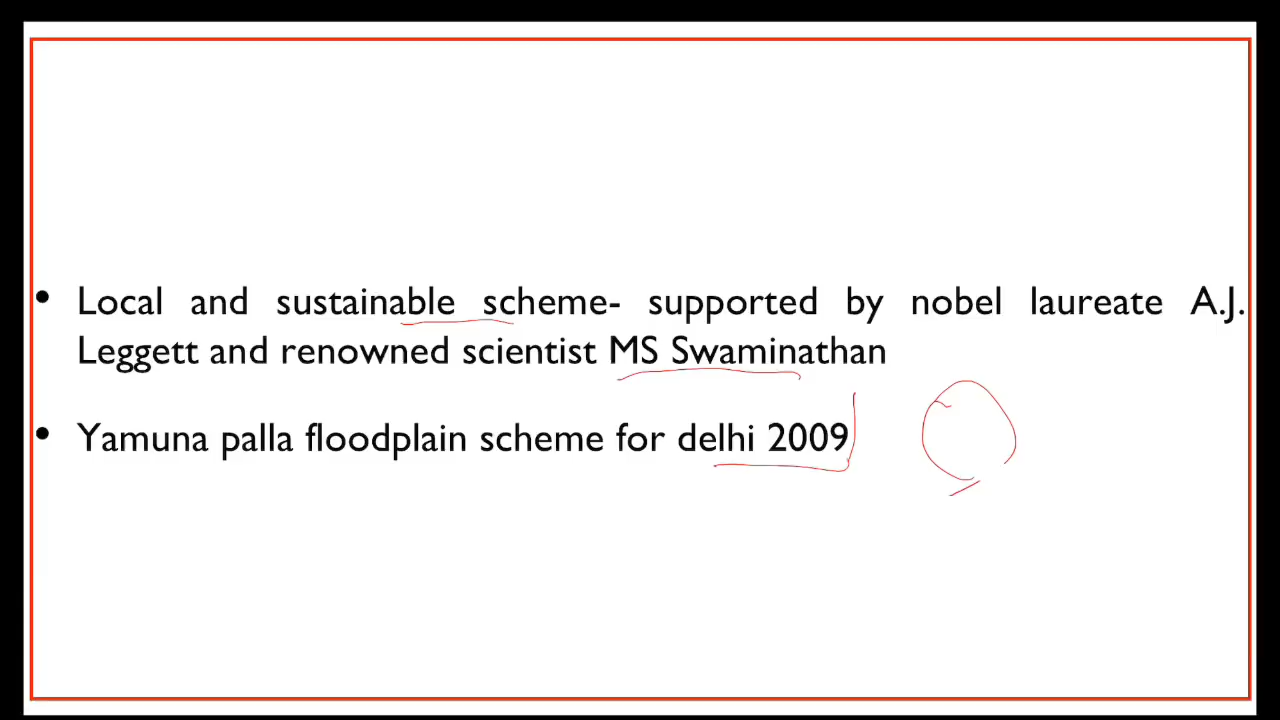 • Local and sustainable scheme- supported by nobel laureate A.J.
Leggett and renowned scientist MS Swaminathan
• Yamuna palla floodplain scheme for delhi 2009